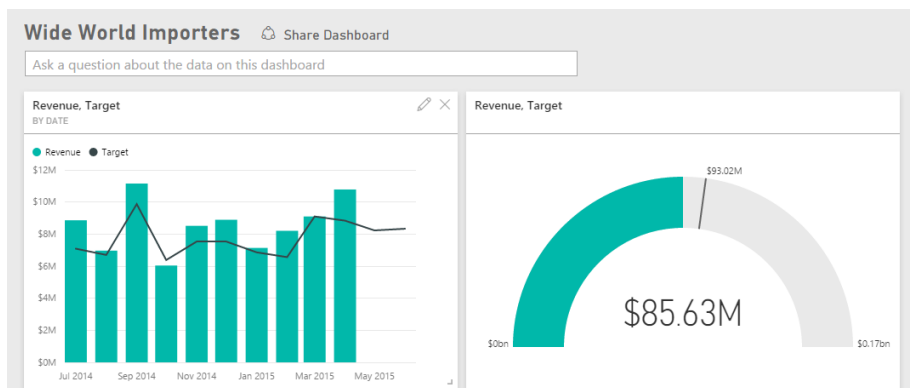 Wide World Importers Share Dashboard
Ask a question about the data on this dashboard
Revenue, Target
BY DATE
Revenue Target
$12M
$10M
$8M
$6M
$4M
$2M
$0M
Jul 2014 Sep 2014 Nov 2014 Jan 2015 Mar 2015 May 2015
Revenue, Target
$93.02M
$85.63M
$0bn $0.17bn